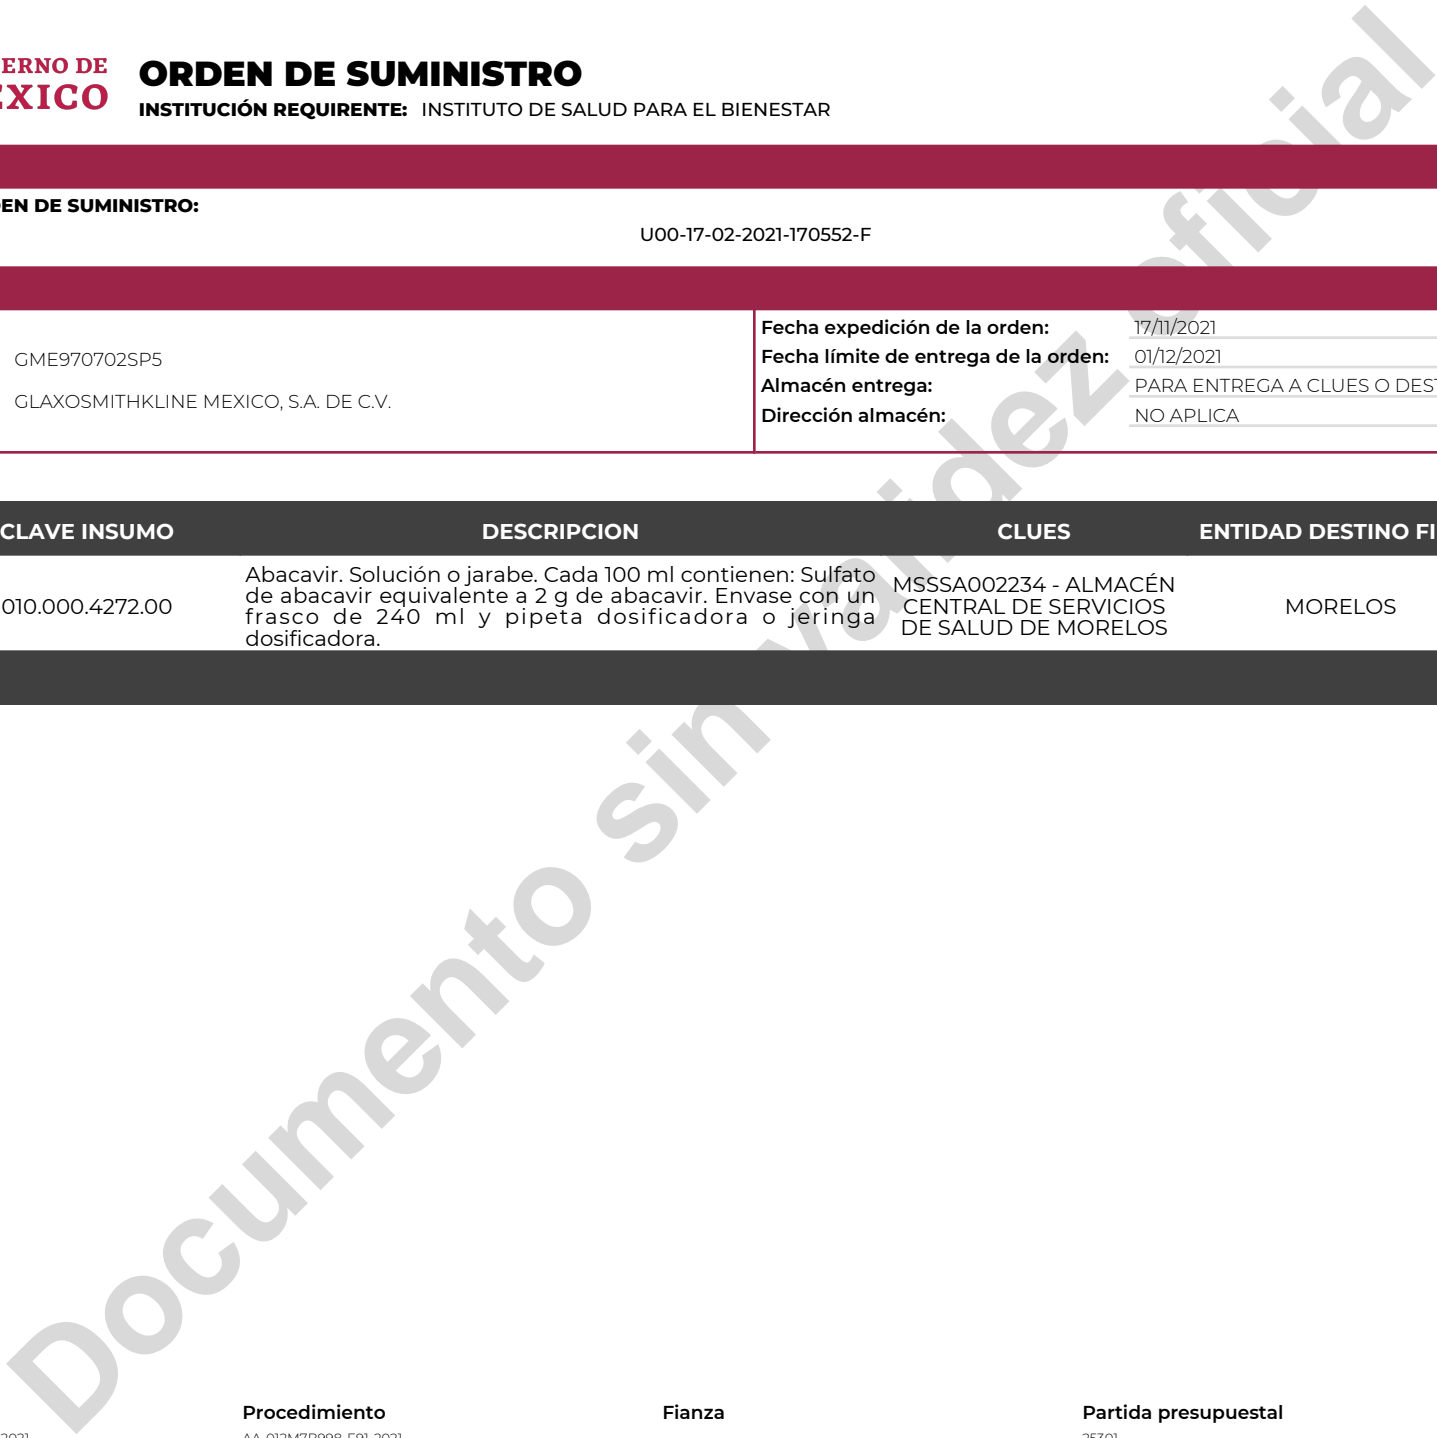 ERNO DE
ÉXICO
ORDEN DE SUMINISTRO
INSTITUCIÓN REQUIRENTE: INSTITUTO DE SALUD PARA EL BIENESTAR
EN DE SUMINISTRO:
U00-17-02-2021-170552-F
GME970702SP5
GLAXOSMITHKLINE MEXICO, S.A. DE C.V.
Fecha expedición de la orden: 17/11/2021
Fecha límite de entrega de la orden: 01/12/2021
Almacén entrega: PARA ENTREGA A CLUES O DEST
Dirección almacén: NO APLICA
CLAVE INSUMO DESCRIPCION CLUES ENTIDAD DESTINO FI
010.000.4272.00
Abacavir. Solución o jarabe. Cada 100 ml contienen: Sulfato
de abacavir equivalente a 2 g de abacavir. Envase con un
frasco de 240 ml y pipeta dosificadora o jeringa
dosificadora.
MSSSA002234 - ALMACÉN
CENTRAL DE SERVICIOS
DE SALUD DE MORELOS
MORELOS
Documento sin validez oficial
Procedimiento Fianza Partida presupuestal